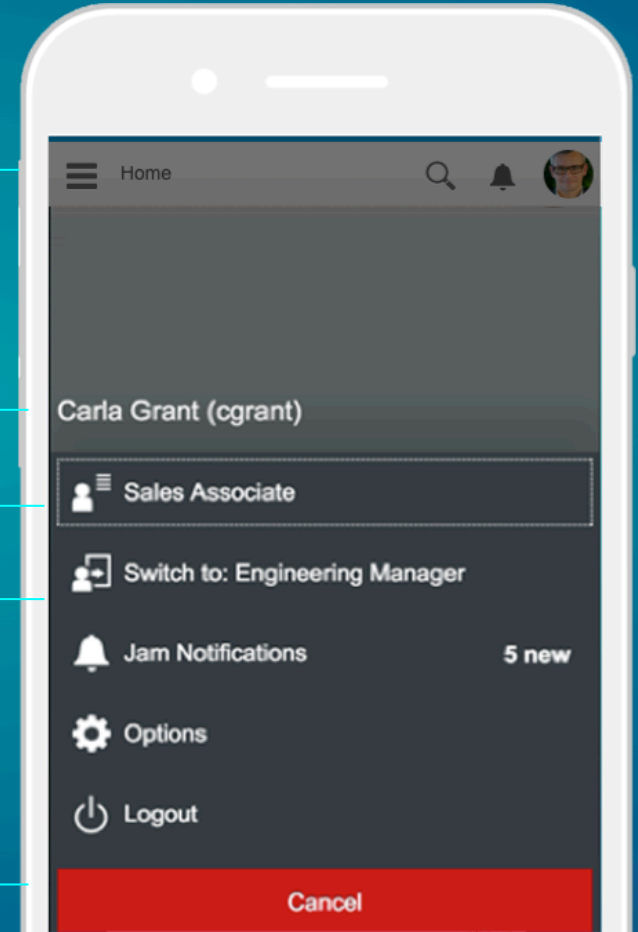 Home
Carla Grant (cgrant)
Sales Associate
Switch to: Engineering Manager
Jam Notifications 5 new
Options
Logout
Cancel